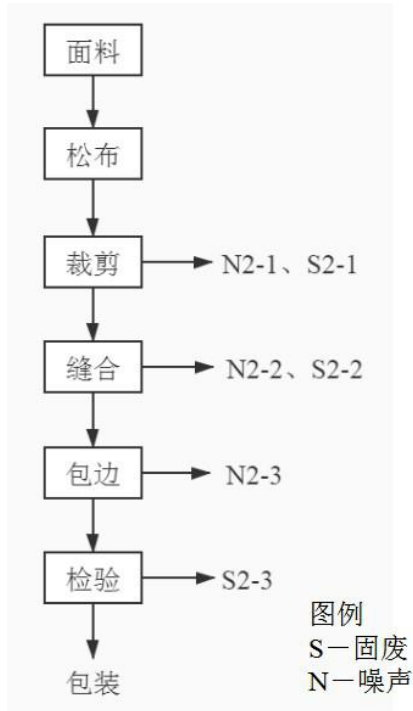 面料
松布
裁剪
N2-1、S2-1
缝合
N2-2、S2-2
包边
N2-3
检验
S2-3
包装
图例
S－固废
N－噪声